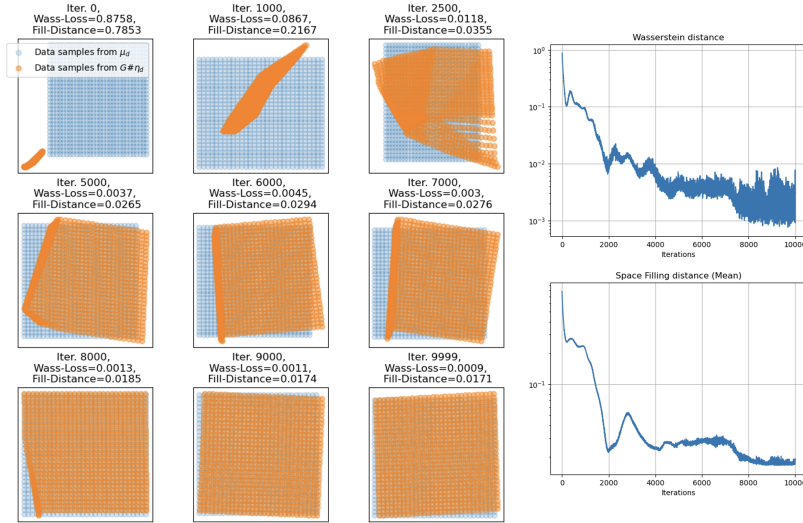 Iter. 0,
Wass-Loss=0.8758,
Fill-Distance=0.7853
Data samples from μ_d
Data samples from G#η_d
Iter. 1000,
Wass-Loss=0.0867,
Fill-Distance=0.2167
Iter. 2500,
Wass-Loss=0.0118,
Fill-Distance=0.0355
Iter. 5000,
Wass-Loss=0.0037,
Fill-Distance=0.0265
Iter. 6000,
Wass-Loss=0.0045,
Fill-Distance=0.0294
Iter. 7000,
Wass-Loss=0.003,
Fill-Distance=0.0276
Iter. 8000,
Wass-Loss=0.0013,
Fill-Distance=0.0185
Iter. 9000,
Wass-Loss=0.0011,
Fill-Distance=0.0174
Iter. 9999,
Wass-Loss=0.0009,
Fill-Distance=0.0171
Wasserstein distance
10⁰
10⁻¹
10⁻²
10⁻³
0 2000 4000 6000 8000 10000
Iterations
Space Filling distance (Mean)
10⁻¹
0 2000 4000 6000 8000 10000
Iterations